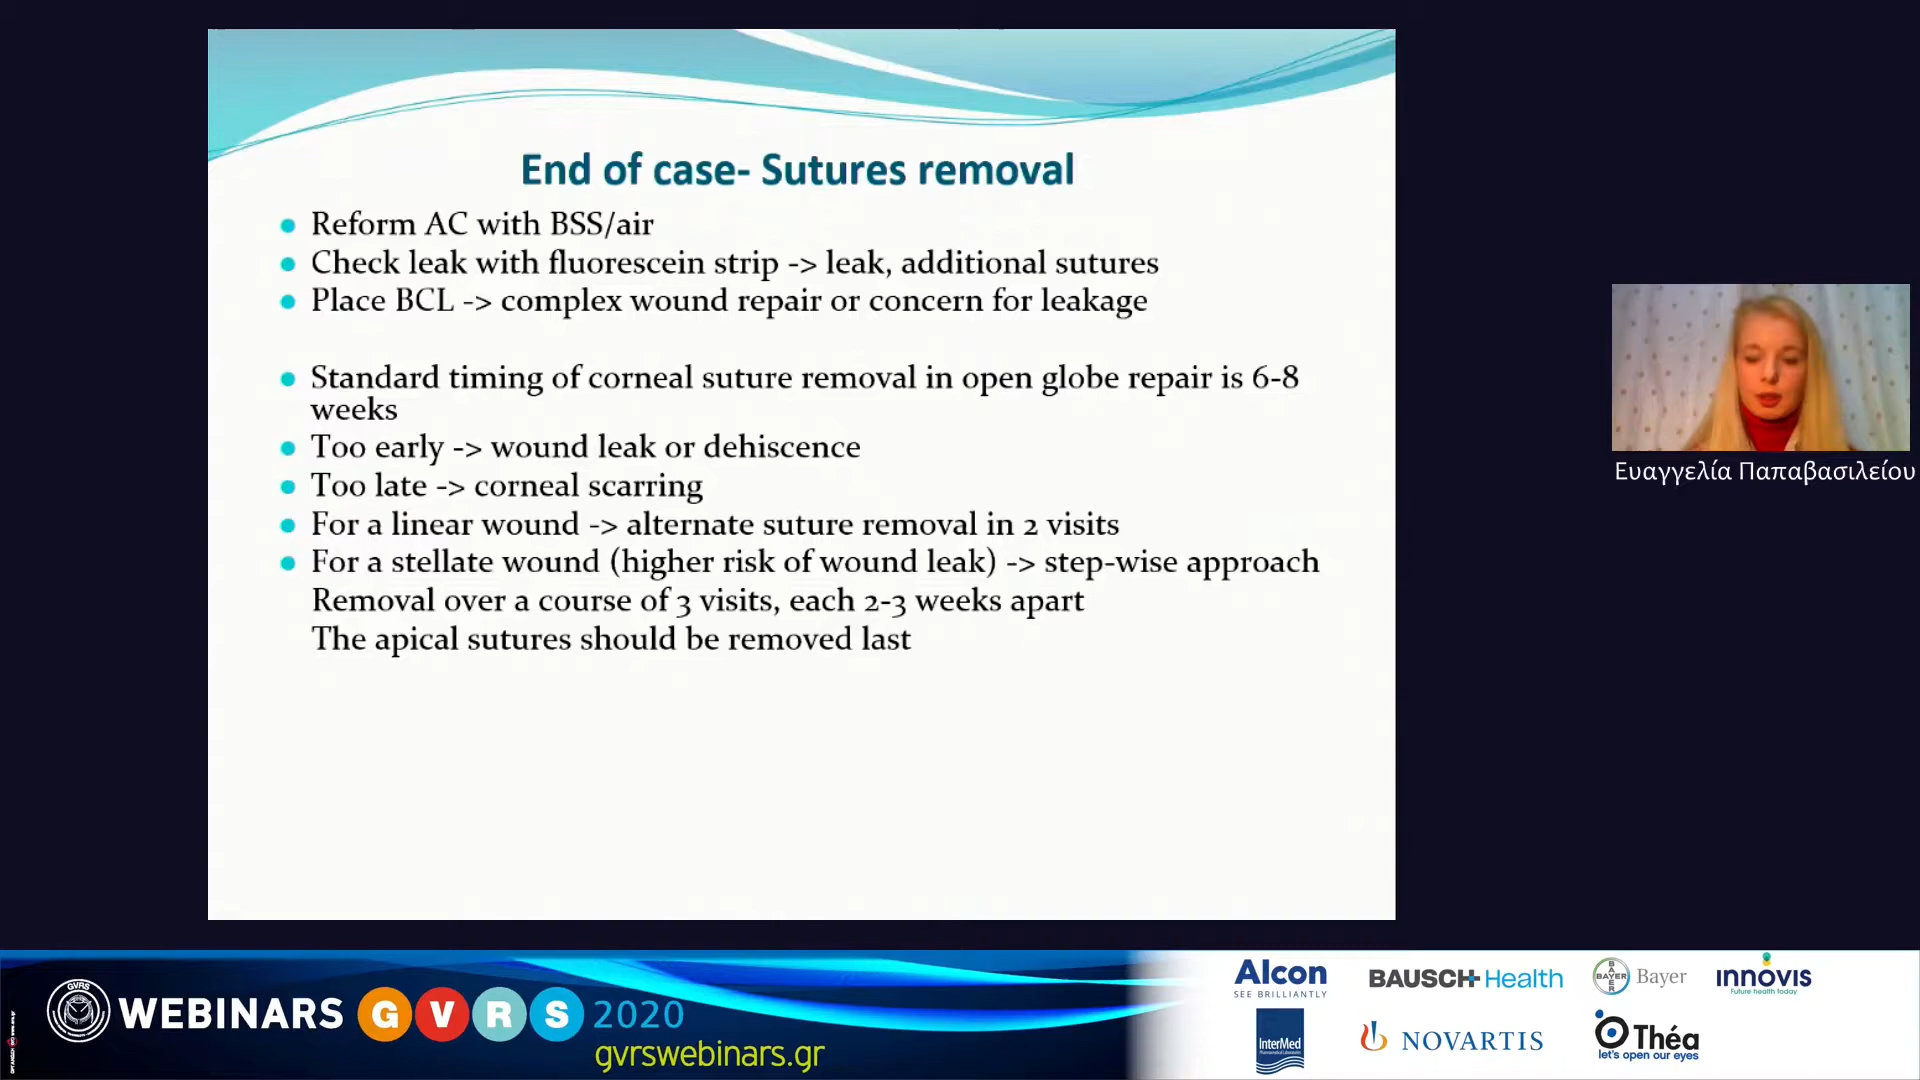 End of case- Sutures removal
Reform AC with BSS/air
Check leak with fluorescein strip -> leak, additional sutures
Place BCL -> complex wound repair or concern for leakage
Standard timing of corneal suture removal in open globe repair is 6-8
weeks
Too early -> wound leak or dehiscence
Too late -> corneal scarring
For a linear wound -> alternate suture removal in 2 visits
For a stellate wound (higher risk of wound leak) -> step-wise approach
Removal over a course of 3 visits, each 2-3 weeks apart
The apical sutures should be removed last
Ευαγγελία Παπαβασιλείου
GVRS
WEBINARS G V R S 2020
gvrswebinars.gr
Alcon
SEE BRILLIANTLY
BAUSCH+Health
BAYER
BAYER
Bayer
innovis
Future health today
InterMed
NOVARTIS
Théa
let's open our eyes